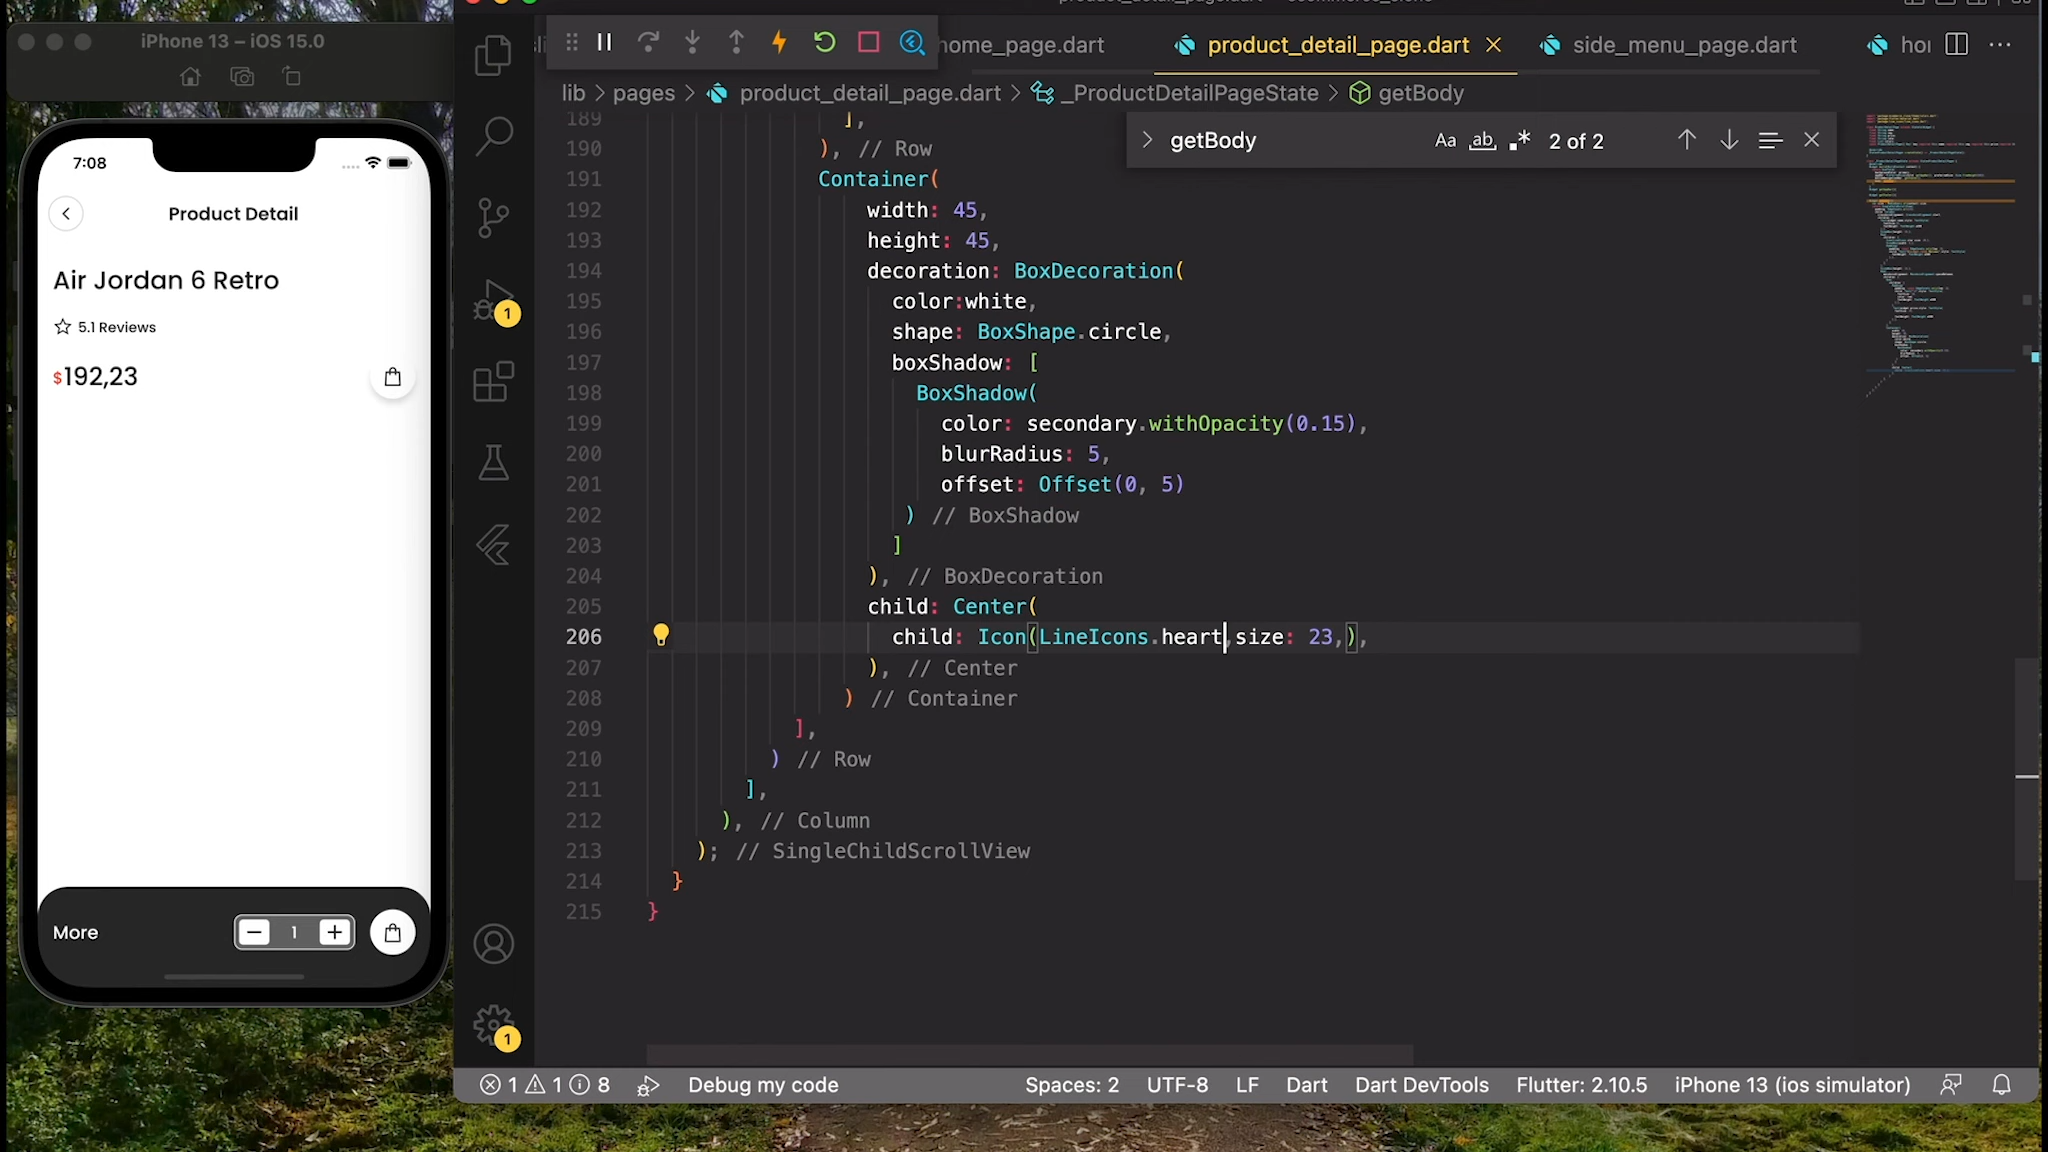 iPhone 13 – iOS 15.0
7:08
Product Detail
Air Jordan 6 Retro
5.1 Reviews
$192,23
More
1
home_page.dart
product_detail_page.dart
side_menu_page.dart
hor
lib > pages > product_detail_page.dart > _ProductDetailPageState > getBody
getBody
Aa
ab
2 of 2
189 ],
190 ), // Row
191 Container(
192 width: 45,
193 height: 45,
194 decoration: BoxDecoration(
195 color:white,
196 shape: BoxShape.circle,
197 boxShadow: [
198 BoxShadow(
199 color: secondary.withOpacity(0.15),
200 blurRadius: 5,
201 offset: Offset(0, 5)
202 ) // BoxShadow
203 ]
204 ), // BoxDecoration
205 child: Center(
206 child: Icon(LineIcons.heart,size: 23,),
207 ), // Center
208 ) // Container
209 ],
210 ) // Row
211 ],
212 ), // Column
213 ); // SingleChildScrollView
214 }
215 }
1
1
1 1 8
Debug my code
Spaces: 2
UTF-8
LF
Dart
Dart DevTools
Flutter: 2.10.5
iPhone 13 (ios simulator)